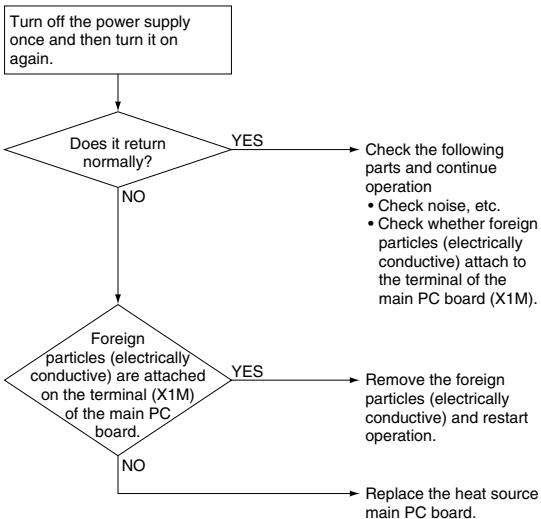 Turn off the power supply
once and then turn it on
again.
Does it return
normally?
YES
Check the following
parts and continue
operation
• Check noise, etc.
• Check whether foreign
particles (electrically
conductive) attach to
the terminal of the
main PC board (X1M).
NO
Foreign
particles (electrically
conductive) are attached
on the terminal (X1M)
of the main PC
board.
YES
Remove the foreign
particles (electrically
conductive) and restart
operation.
NO
Replace the heat source
main PC board.